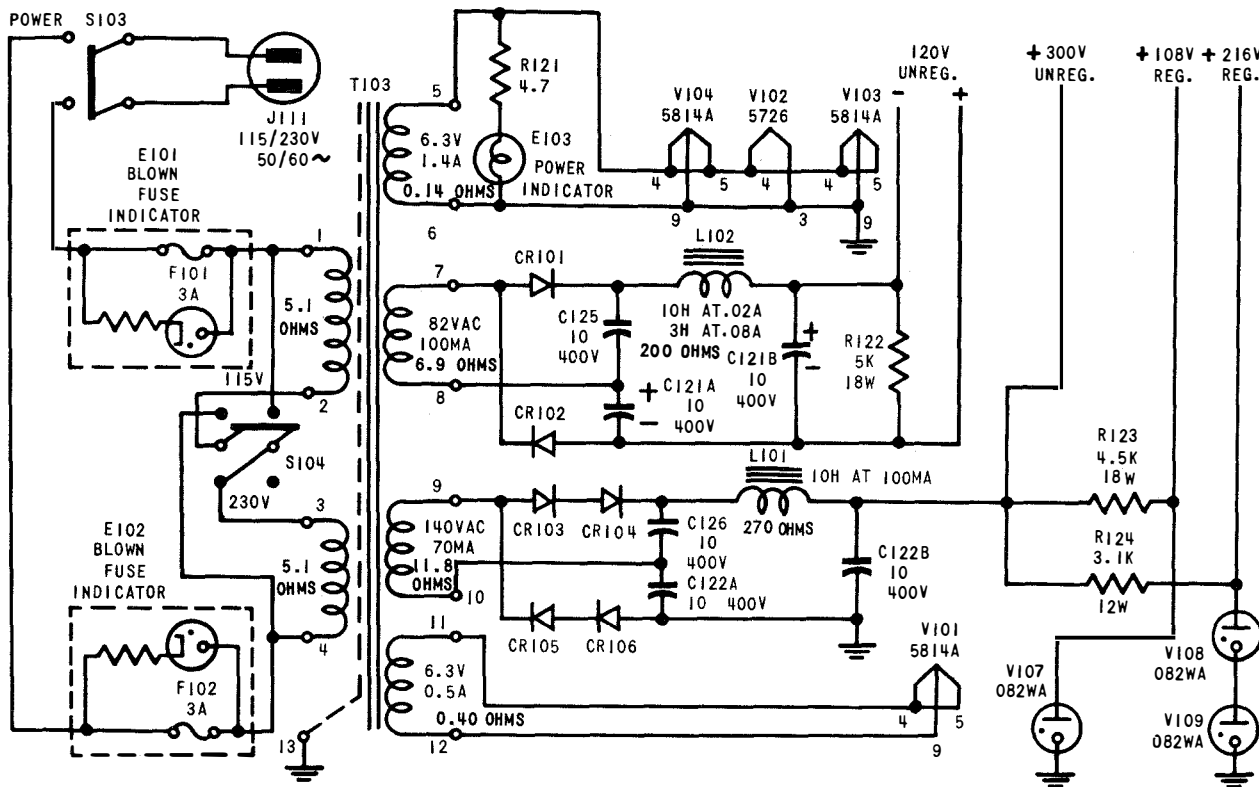 POWER S103
J111
115/230V
50/60~
T103
E101
BLOWN
FUSE
INDICATOR
F101
3A
1
5.1
OHMS
2
115V
S104
230V
3
5.1
OHMS
4
E102
BLOWN
FUSE
INDICATOR
F102
3A
13
5
6.3V
1.4A
0.14 OHMS
6
R121
4.7
E103
POWER
INDICATOR
V104
5814A
V102
5726
V103
5814A
4
5
4
4
5
9
3
9
7
82VAC
100MA
6.9 OHMS
8
CR101
C125
10
400V
L102
10H AT.02A
3H AT.08A
200 OHMS
C121A
10
400V
+
-
CR102
C121B
10
400V
+
-
R122
5K
18W
120V
UNREG.
- +
+300V
UNREG.
+108V
REG.
+216V
REG.
9
140VAC
70MA
11.8
OHMS
10
CR103
CR104
C126
10
400V
C122A
10 400V
CR105
CR106
L101
10H AT 100MA
270 OHMS
C122B
10
400V
R123
4.5K
18W
R124
3.1K
12W
11
6.3V
0.5A
0.40 OHMS
12
V101
5814A
4
5
9
V107
OB2WA
V108
OB2WA
V109
OB2WA